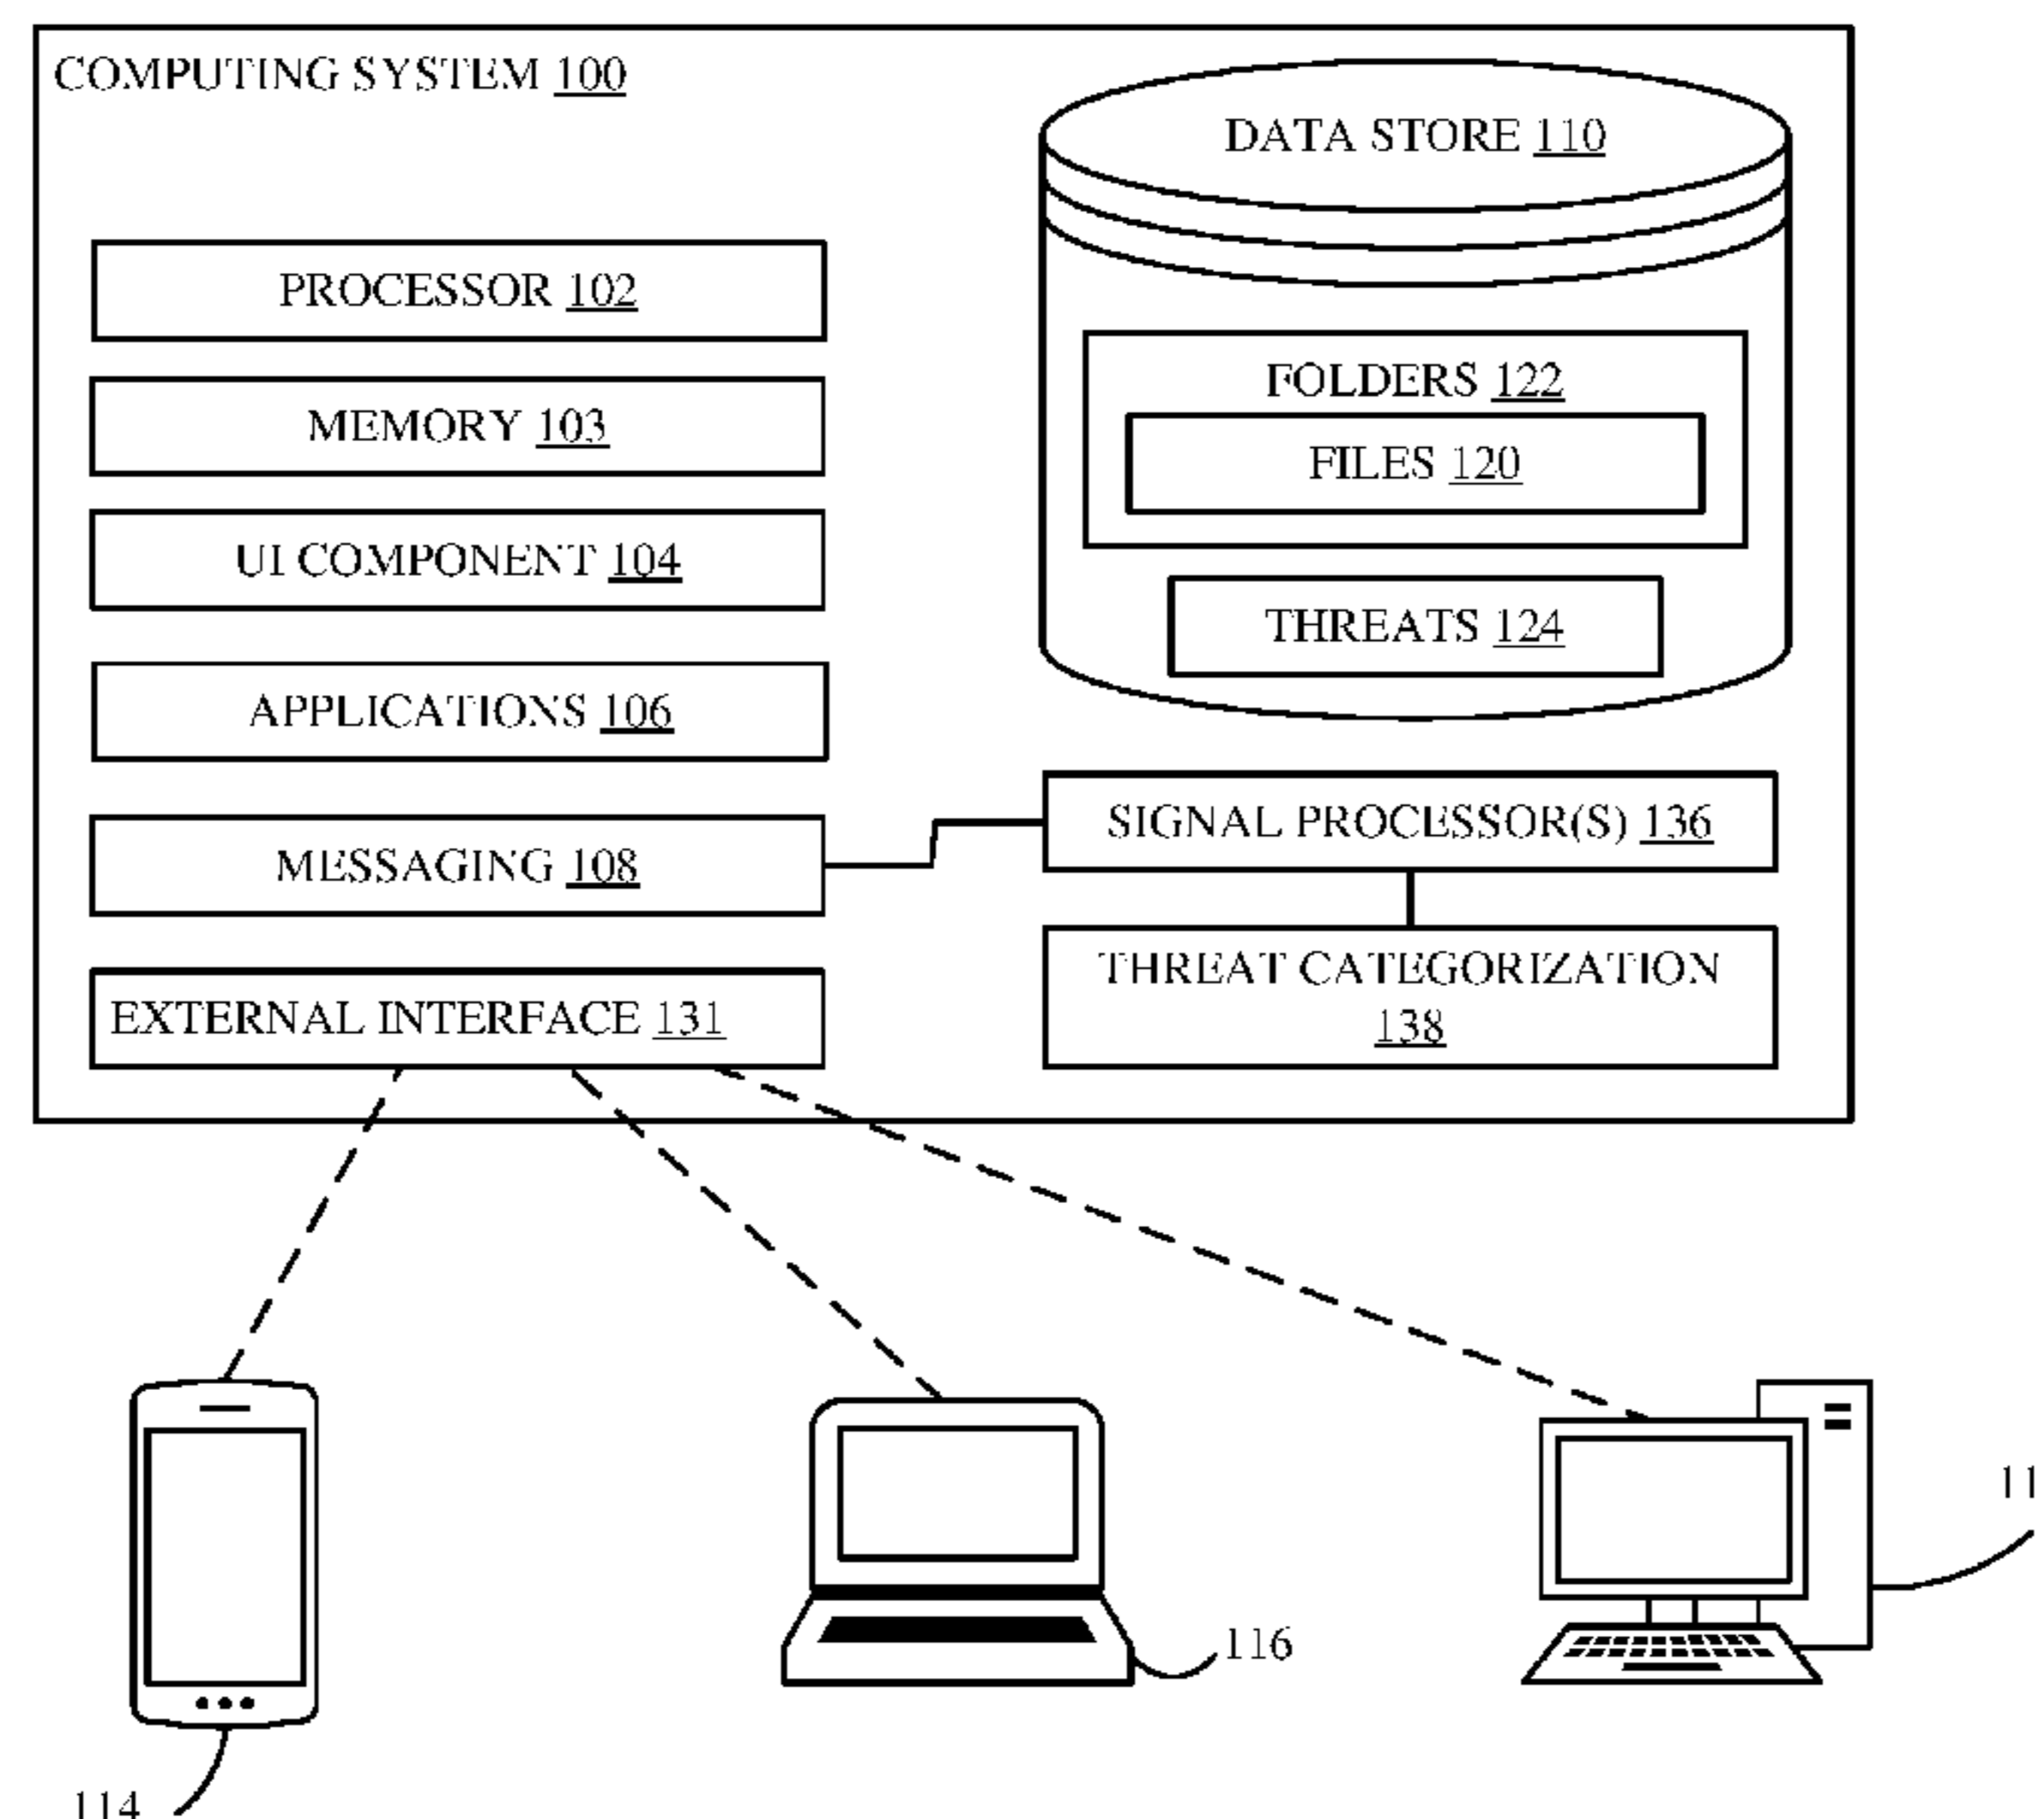 COMPUTING SYSTEM 100
DATA STORE 110
PROCESSOR 102
MEMORY 103
UI COMPONENT 104
APPLICATIONS 106
MESSAGING 108
EXTERNAL INTERFACE 131
FOLDERS 122
FILES 120
THREATS 124
SIGNAL PROCESSOR(S) 136
THREAT CATEGORIZATION
138
114
116